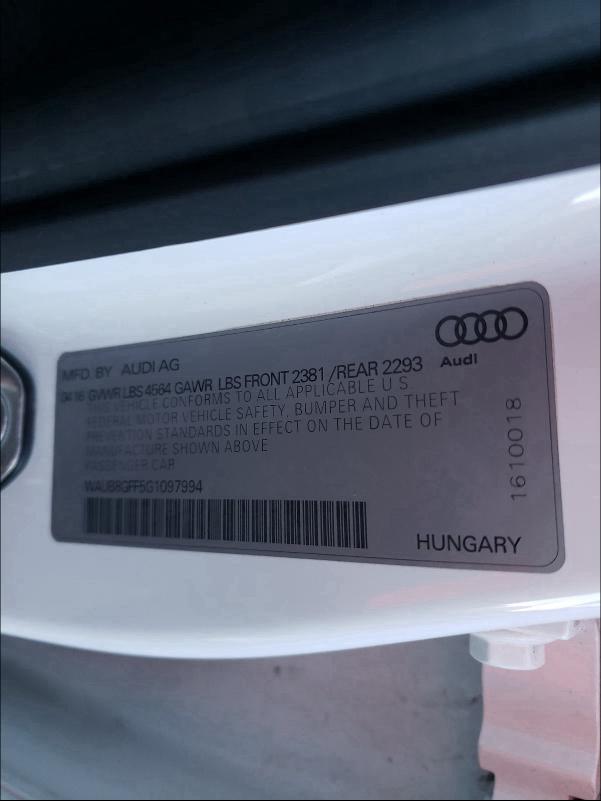 MFD. BY AUDI AG
0416 GVWR LBS 4564 GAWR LBS FRONT 2381 /REAR 2293
THIS VEHICLE CONFORMS TO ALL APPLICABLE U S
FEDERAL MOTOR VEHICLE SAFETY, BUMPER AND THEFT
PREVENTION STANDARDS IN EFFECT ON THE DATE OF
MANUFACTURE SHOWN ABOVE
PASSENGER CAR
WAUB8GFF5G1097994
Audi
1610018
HUNGARY